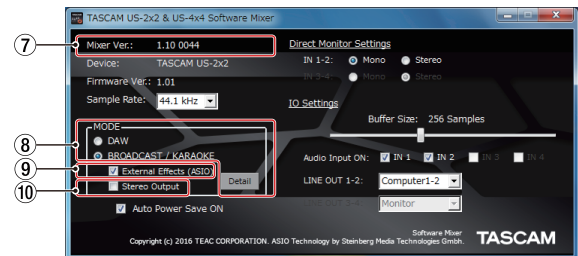 TASCAM US-2x2 & US-4x4 Software Mixer
⑦ Mixer Ver.: 1.10 0044
Device: TASCAM US-2x2
Firmware Ver.: 1.01
Sample Rate: 44.1 kHz
⑧ MODE
DAW
BROADCAST / KARAOKE
⑨ External Effects (ASIO)
⑩ Stereo Output
Detail
Auto Power Save ON
Direct Monitor Settings
IN 1-2: Mono Stereo
IN 3-4: Mono Stereo
IO Settings
Buffer Size: 256 Samples
Audio Input ON: IN 1 IN 2 IN 3 IN 4
LINE OUT 1-2: Computer1-2
LINE OUT 3-4: Monitor
Software Mixer
Copyright (c) 2016 TEAC CORPORATION. ASIO Technology by Steinberg Media Technologies Gmbh.
TASCAM